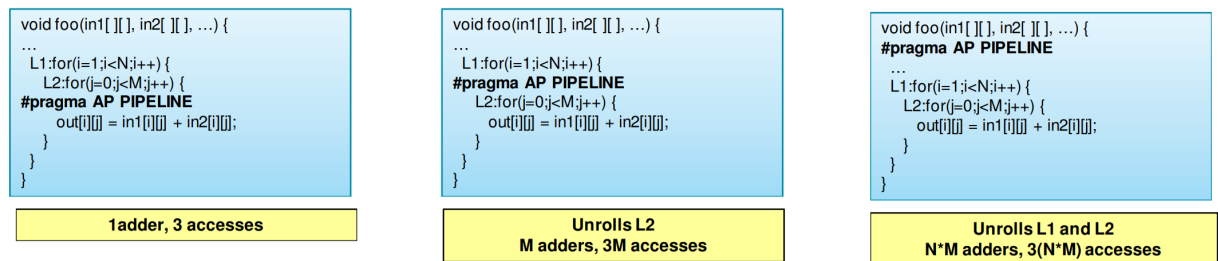 void foo(in1[ ][ ], in2[ ][ ], …) {
…
L1:for(i=1;i<N;i++) {
L2:for(j=0;j<M;j++) {
#pragma AP PIPELINE
out[i][j] = in1[i][j] + in2[i][j];
}
}
}
1adder, 3 accesses
void foo(in1[ ][ ], in2[ ][ ], …) {
…
L1:for(i=1;i<N;i++) {
#pragma AP PIPELINE
L2:for(j=0;j<M;j++) {
out[i][j] = in1[i][j] + in2[i][j];
}
}
}
Unrolls L2
M adders, 3M accesses
void foo(in1[ ][ ], in2[ ][ ], …) {
#pragma AP PIPELINE
…
L1:for(i=1;i<N;i++) {
L2:for(j=0;j<M;j++) {
out[i][j] = in1[i][j] + in2[i][j];
}
}
}
Unrolls L1 and L2
N*M adders, 3(N*M) accesses